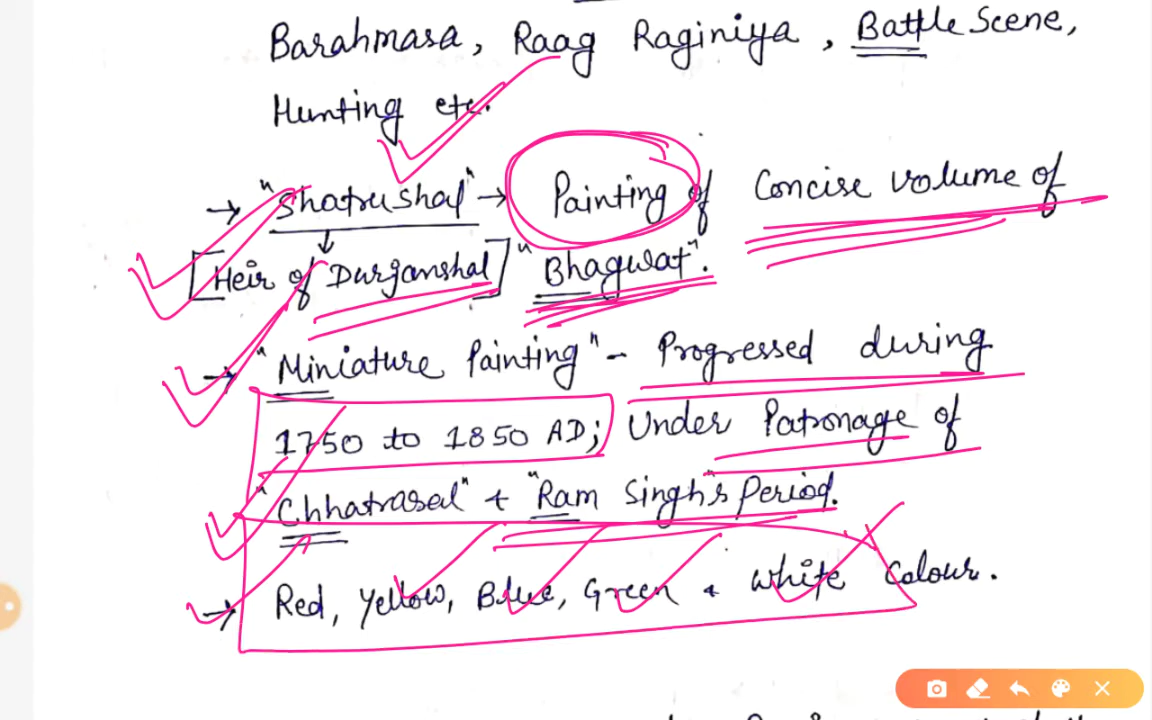 Barahmasa, Raag Raginiya, Battle Scene,
Hunting etc.
→ "Shatrushal" → Painting of Concise volume of
[Heir of Durjanshal] "Bhagwat".
→ "Miniature Painting" - Progressed during
1750 to 1850 AD; Under Patronage of
"Chhatrasal" + "Ram Singh's Period.
→ Red, Yellow, Blue, Green + white Colour.